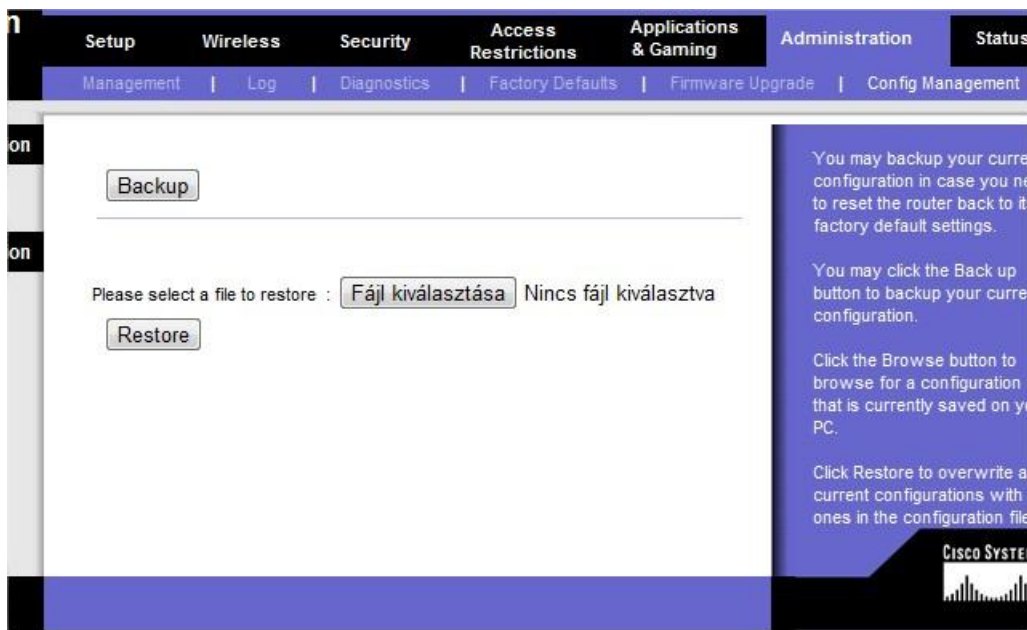 n
Setup Wireless Security Access Restrictions Applications & Gaming Administration Status
Management | Log | Diagnostics | Factory Defaults | Firmware Upgrade | Config Management
on
Backup
on
Please select a file to restore : Fájl kiválasztása Nincs fájl kiválasztva
Restore
You may backup your curre
configuration in case you ne
to reset the router back to it
factory default settings.
You may click the Back up
button to backup your curre
configuration.
Click the Browse button to
browse for a configuration
that is currently saved on yo
PC.
Click Restore to overwrite a
current configurations with
ones in the configuration file
CISCO SYSTE